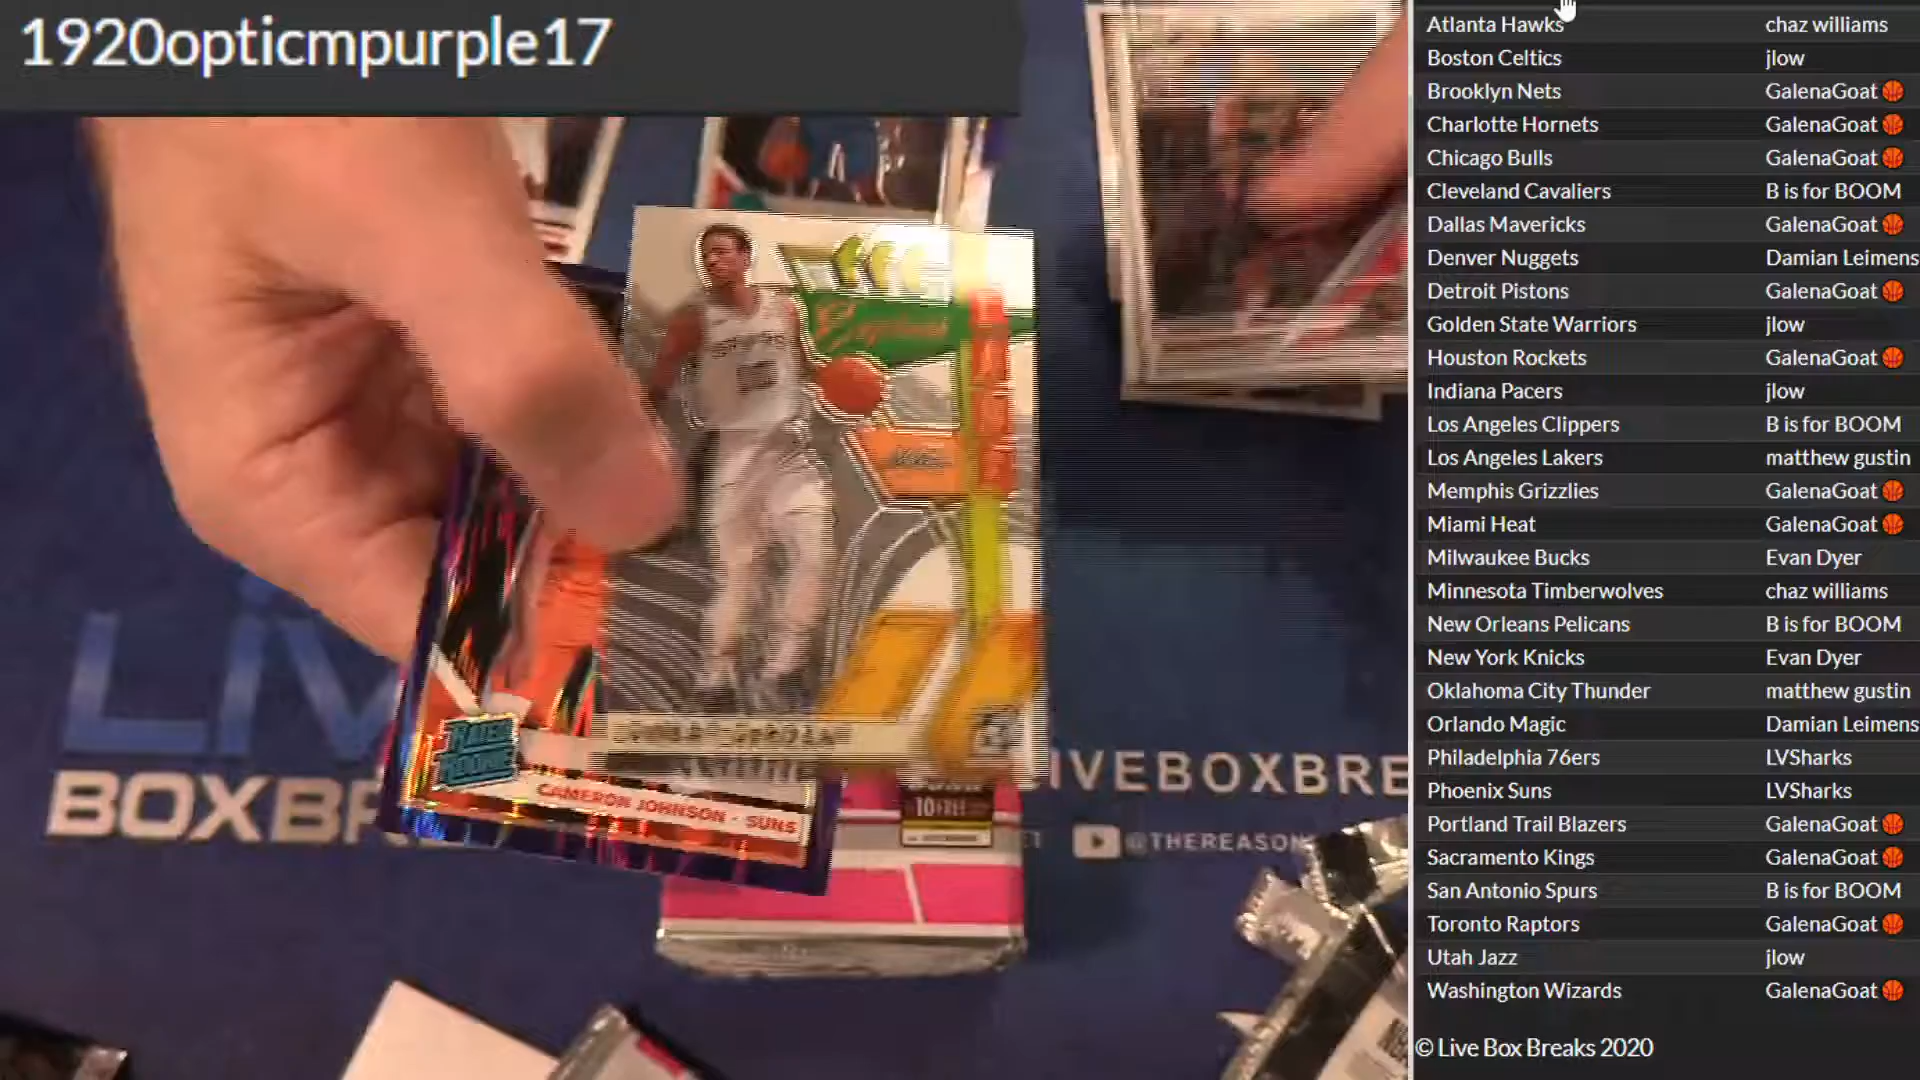 1920opticmpurple17
Atlanta Hawks chaz williams
Boston Celtics jlow
Brooklyn Nets GalenaGoat
Charlotte Hornets GalenaGoat
Chicago Bulls GalenaGoat
Cleveland Cavaliers B is for BOOM
Dallas Mavericks GalenaGoat
Denver Nuggets Damian Leimens
Detroit Pistons GalenaGoat
Golden State Warriors jlow
Houston Rockets GalenaGoat
Indiana Pacers jlow
Los Angeles Clippers B is for BOOM
Los Angeles Lakers matthew gustin
Memphis Grizzlies GalenaGoat
Miami Heat GalenaGoat
Milwaukee Bucks Evan Dyer
Minnesota Timberwolves chaz williams
New Orleans Pelicans B is for BOOM
New York Knicks Evan Dyer
Oklahoma City Thunder matthew gustin
Orlando Magic Damian Leimens
Philadelphia 76ers LVSharks
Phoenix Suns LVSharks
Portland Trail Blazers GalenaGoat
Sacramento Kings GalenaGoat
San Antonio Spurs B is for BOOM
Toronto Raptors GalenaGoat
Utah Jazz jlow
Washington Wizards GalenaGoat
© Live Box Breaks 2020
RATED ROOKIE
CAMERON JOHNSON - SUNS
LIV
BOXBR
IVEBOXBRE
@THEREASON